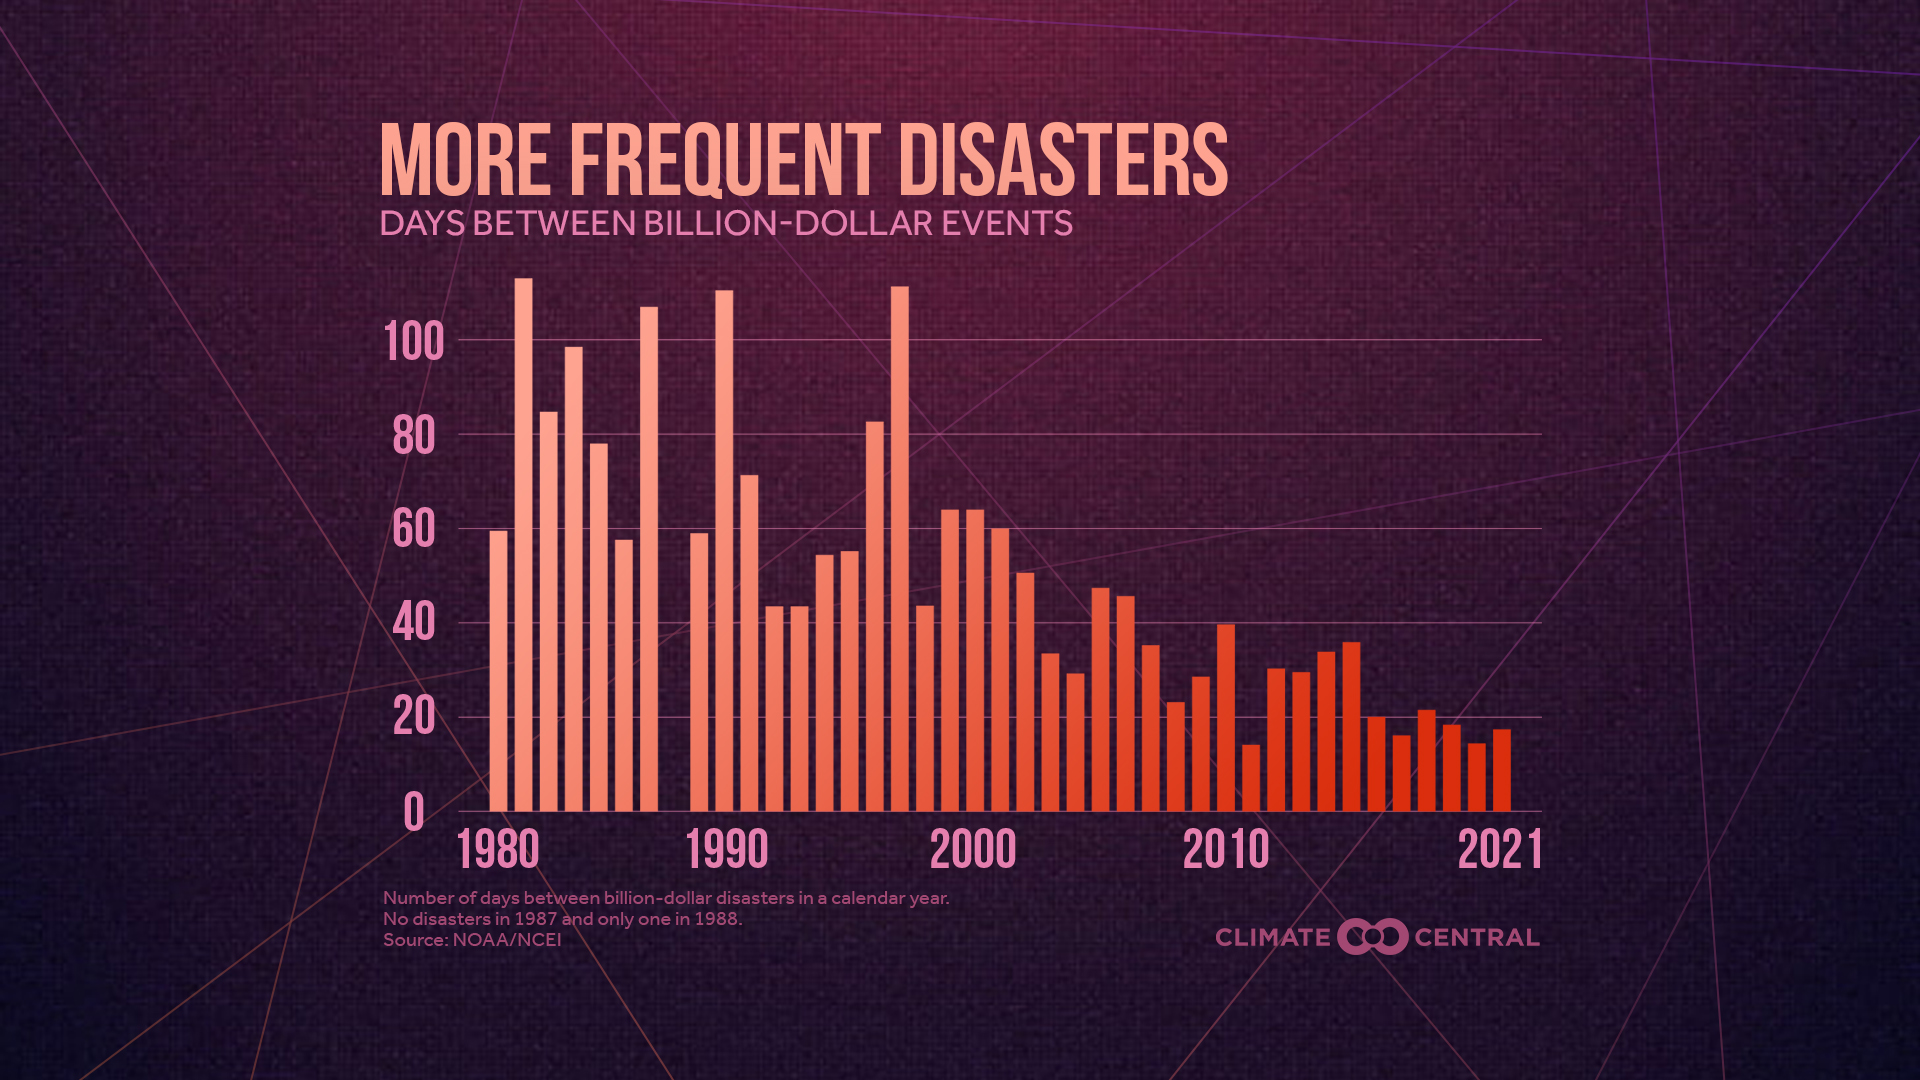 MORE FREQUENT DISASTERS
DAYS BETWEEN BILLION-DOLLAR EVENTS
100
80
60
40
20
0
1980 1990 2000 2010 2021
Number of days between billion-dollar disasters in a calendar year.
No disasters in 1987 and only one in 1988.
Source: NOAA/NCEI
CLIMATE CENTRAL